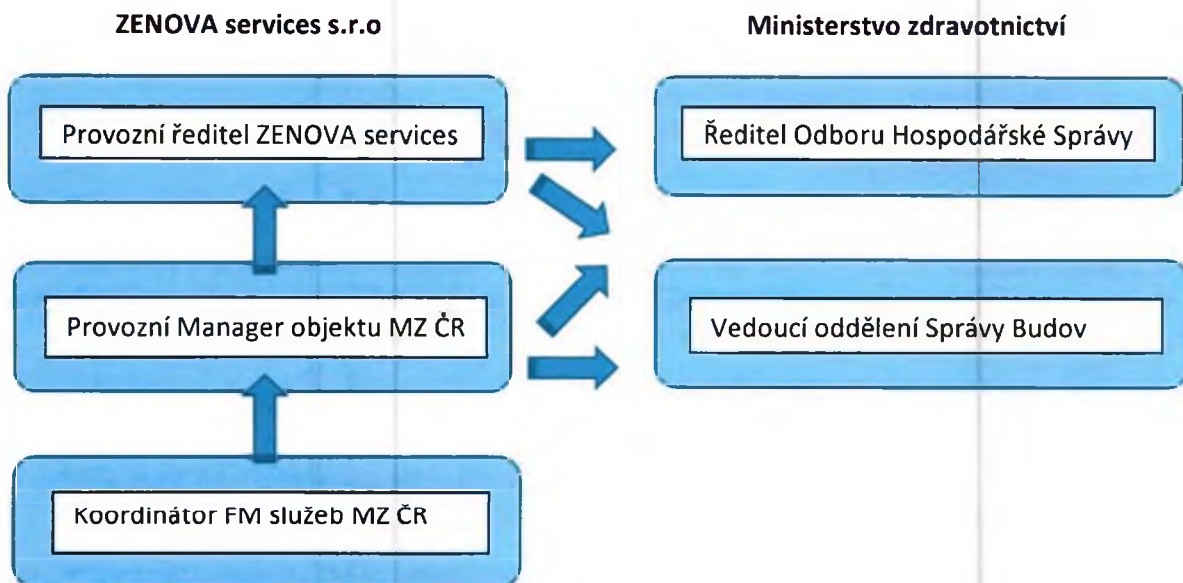 ZENOVA services s.r.o
Ministerstvo zdravotnictví
Provozní ředitel ZENOVA services
Ředitel Odboru Hospodářské Správy
Provozní Manager objektu MZ ČR
Vedoucí oddělení Správy Budov
Koordinátor FM služeb MZ ČR